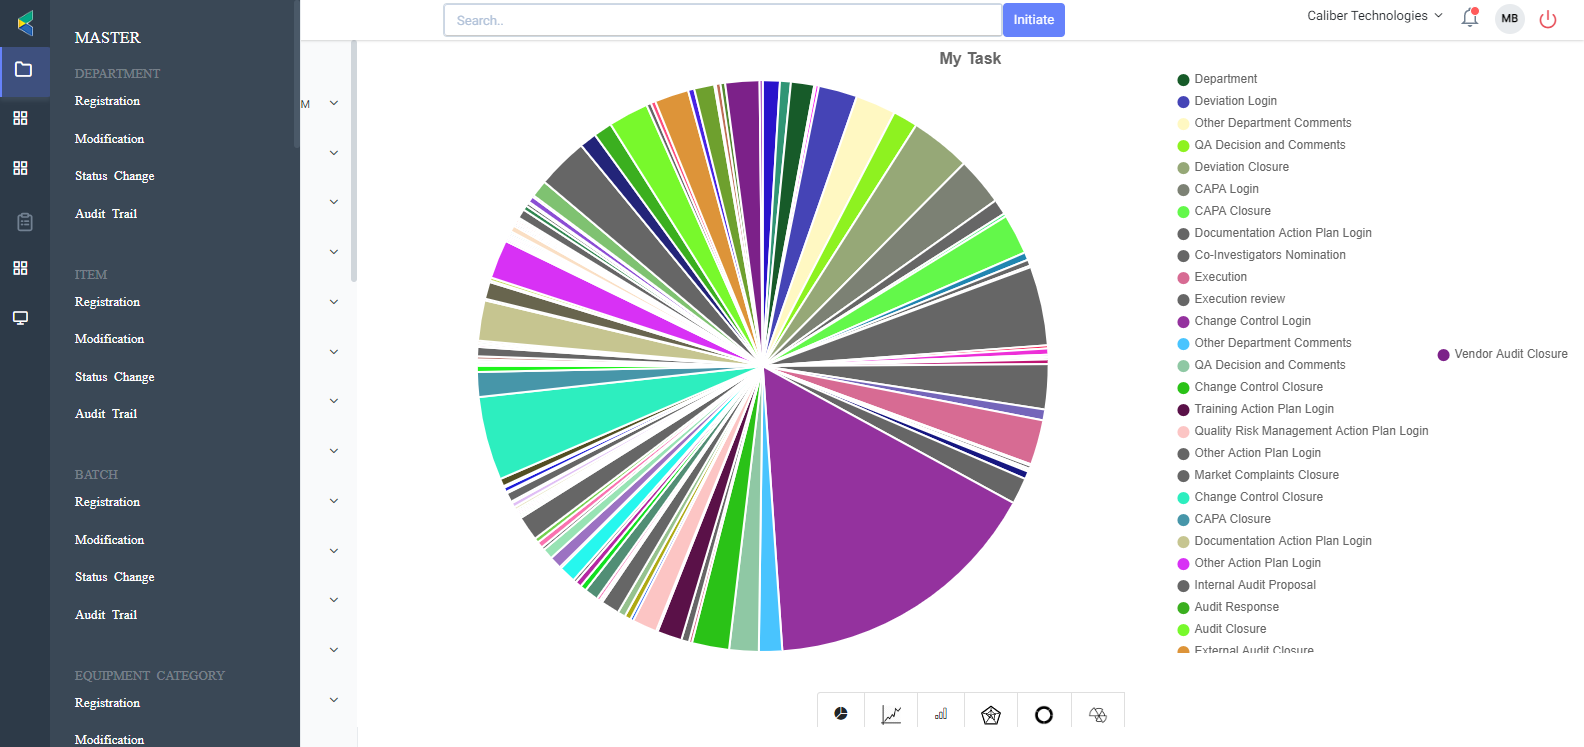 Search..
Initiate
Caliber Technologies
MB
MASTER
DEPARTMENT
Registration
Modification
Status Change
Audit Trail
ITEM
Registration
Modification
Status Change
Audit Trail
BATCH
Registration
Modification
Status Change
Audit Trail
EQUIPMENT CATEGORY
Registration
Modification
M
My Task
Department
Deviation Login
Other Department Comments
QA Decision and Comments
Deviation Closure
CAPA Login
CAPA Closure
Documentation Action Plan Login
Co-Investigators Nomination
Execution
Execution review
Change Control Login
Other Department Comments
QA Decision and Comments
Change Control Closure
Training Action Plan Login
Quality Risk Management Action Plan Login
Other Action Plan Login
Market Complaints Closure
Change Control Closure
CAPA Closure
Documentation Action Plan Login
Other Action Plan Login
Internal Audit Proposal
Audit Response
Audit Closure
External Audit Closure
Vendor Audit Closure